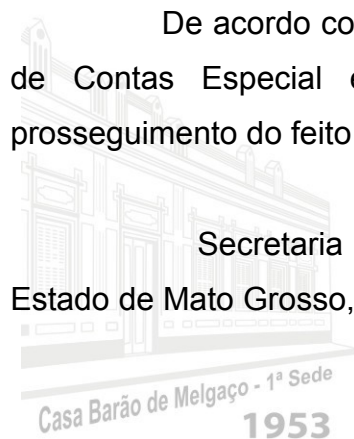 De acordo co
de Contas Especial
prosseguimento do feito
Secretaria
Estado de Mato Grosso,
Casa Barão de Melgaço - 1ª Sede
1953